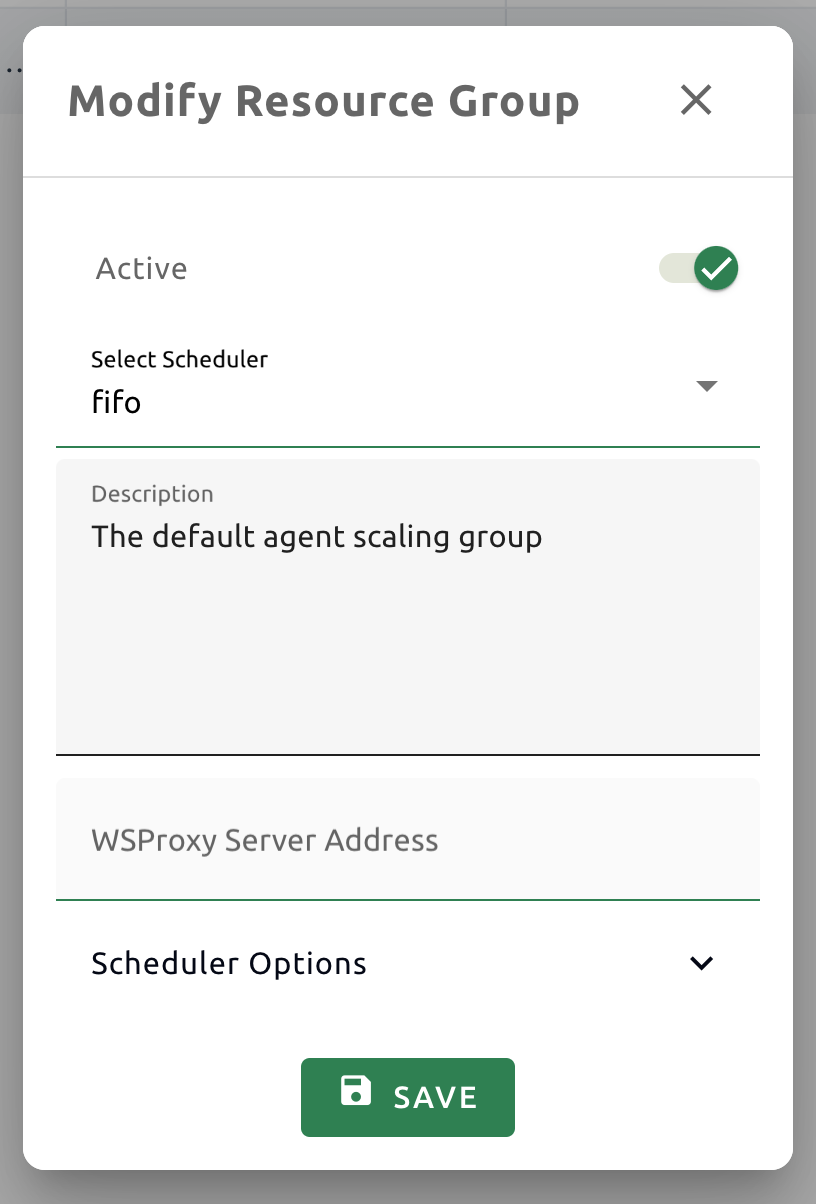 Modify Resource Group
Active
Select Scheduler
fifo
Description
The default agent scaling group
WSProxy Server Address
Scheduler Options
SAVE